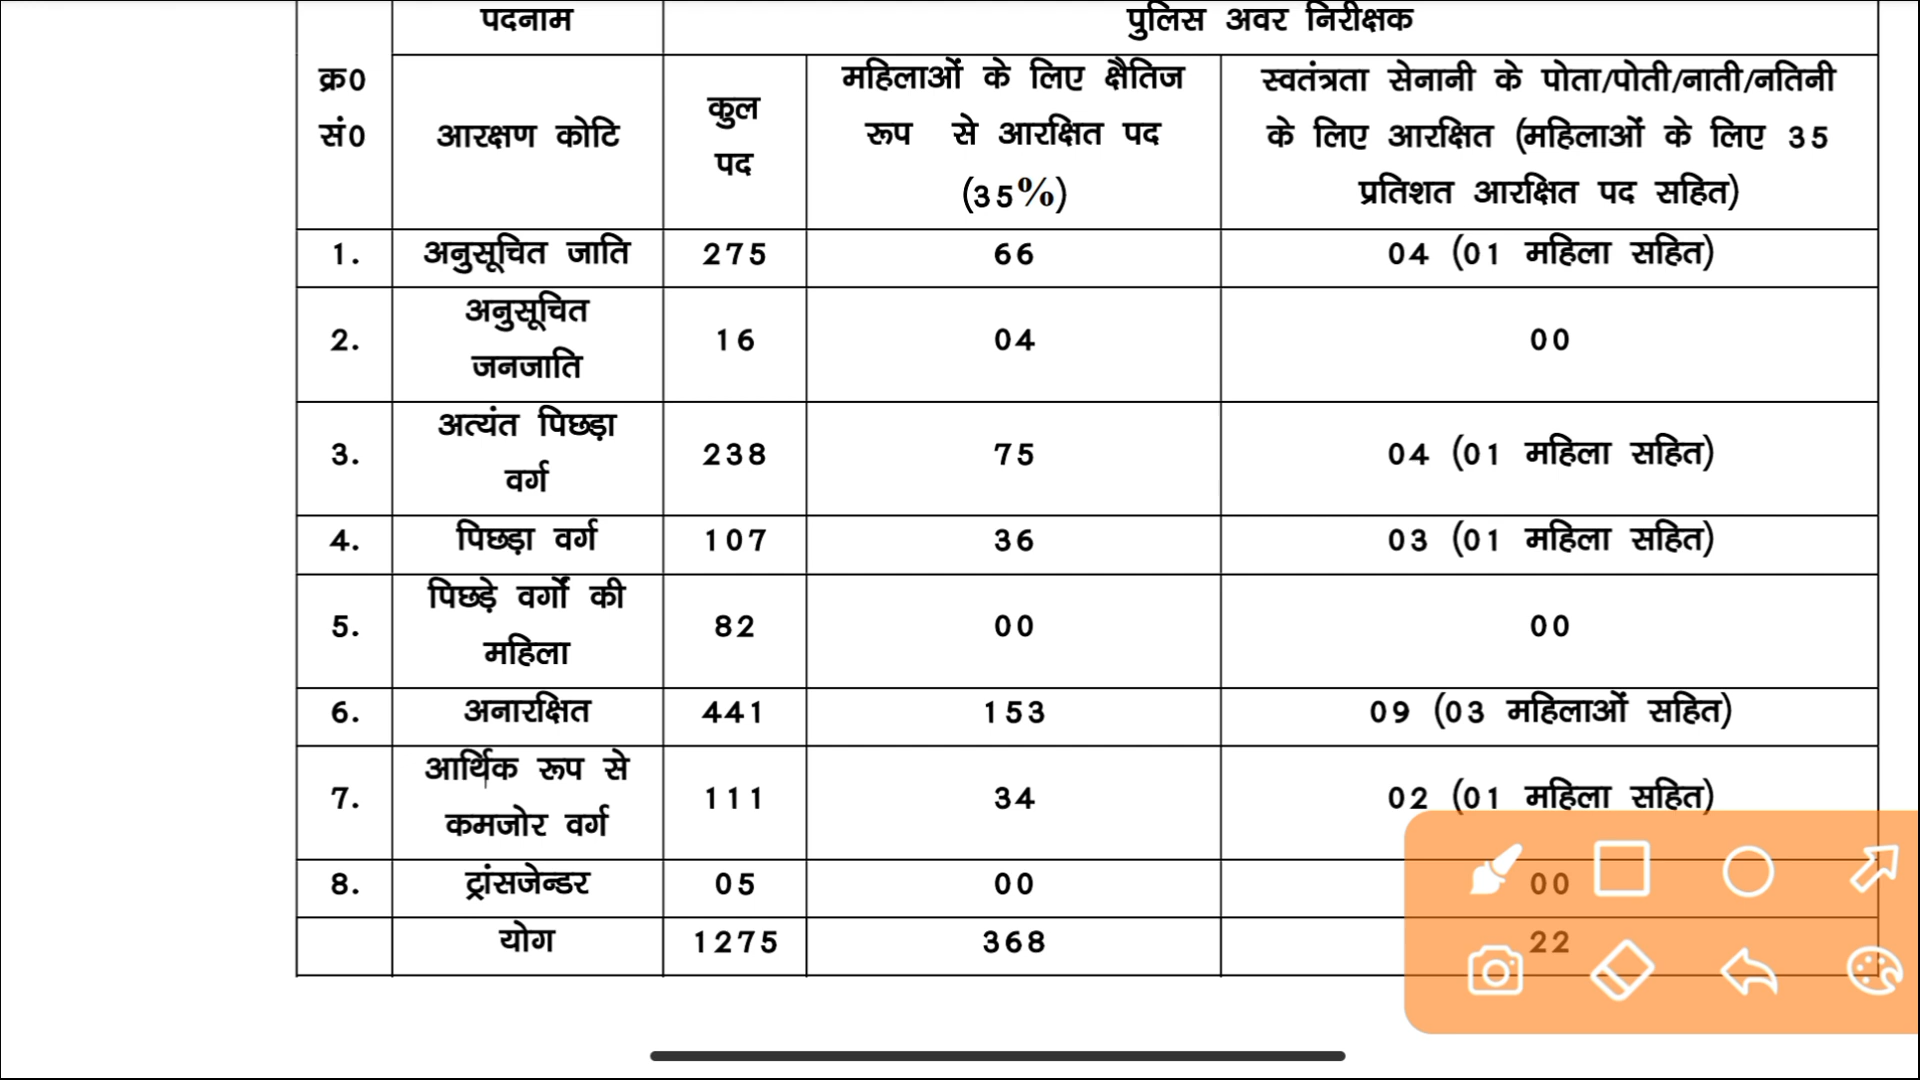 पदनाम पुलिस अवर निरीक्षक
क्र0 सं0 आरक्षण कोटि कुल पद महिलाओं के लिए क्षैतिज रूप से आरक्षित पद (35%) स्वतंत्रता सेनानी के पोता/पोती/नाती/नतिनी के लिए आरक्षित (महिलाओं के लिए 35 प्रतिशत आरक्षित पद सहित)
1. अनुसूचित जाति 275 66 04 (01 महिला सहित)
2. अनुसूचित जनजाति 16 04 00
3. अत्यंत पिछड़ा वर्ग 238 75 04 (01 महिला सहित)
4. पिछड़ा वर्ग 107 36 03 (01 महिला सहित)
5. पिछड़े वर्गों की महिला 82 00 00
6. अनारक्षित 441 153 09 (03 महिलाओं सहित)
7. आर्थिक रूप से कमजोर वर्ग 111 34 02 (01 महिला सहित)
8. ट्रांसजेन्डर 05 00 00
योग 1275 368 22